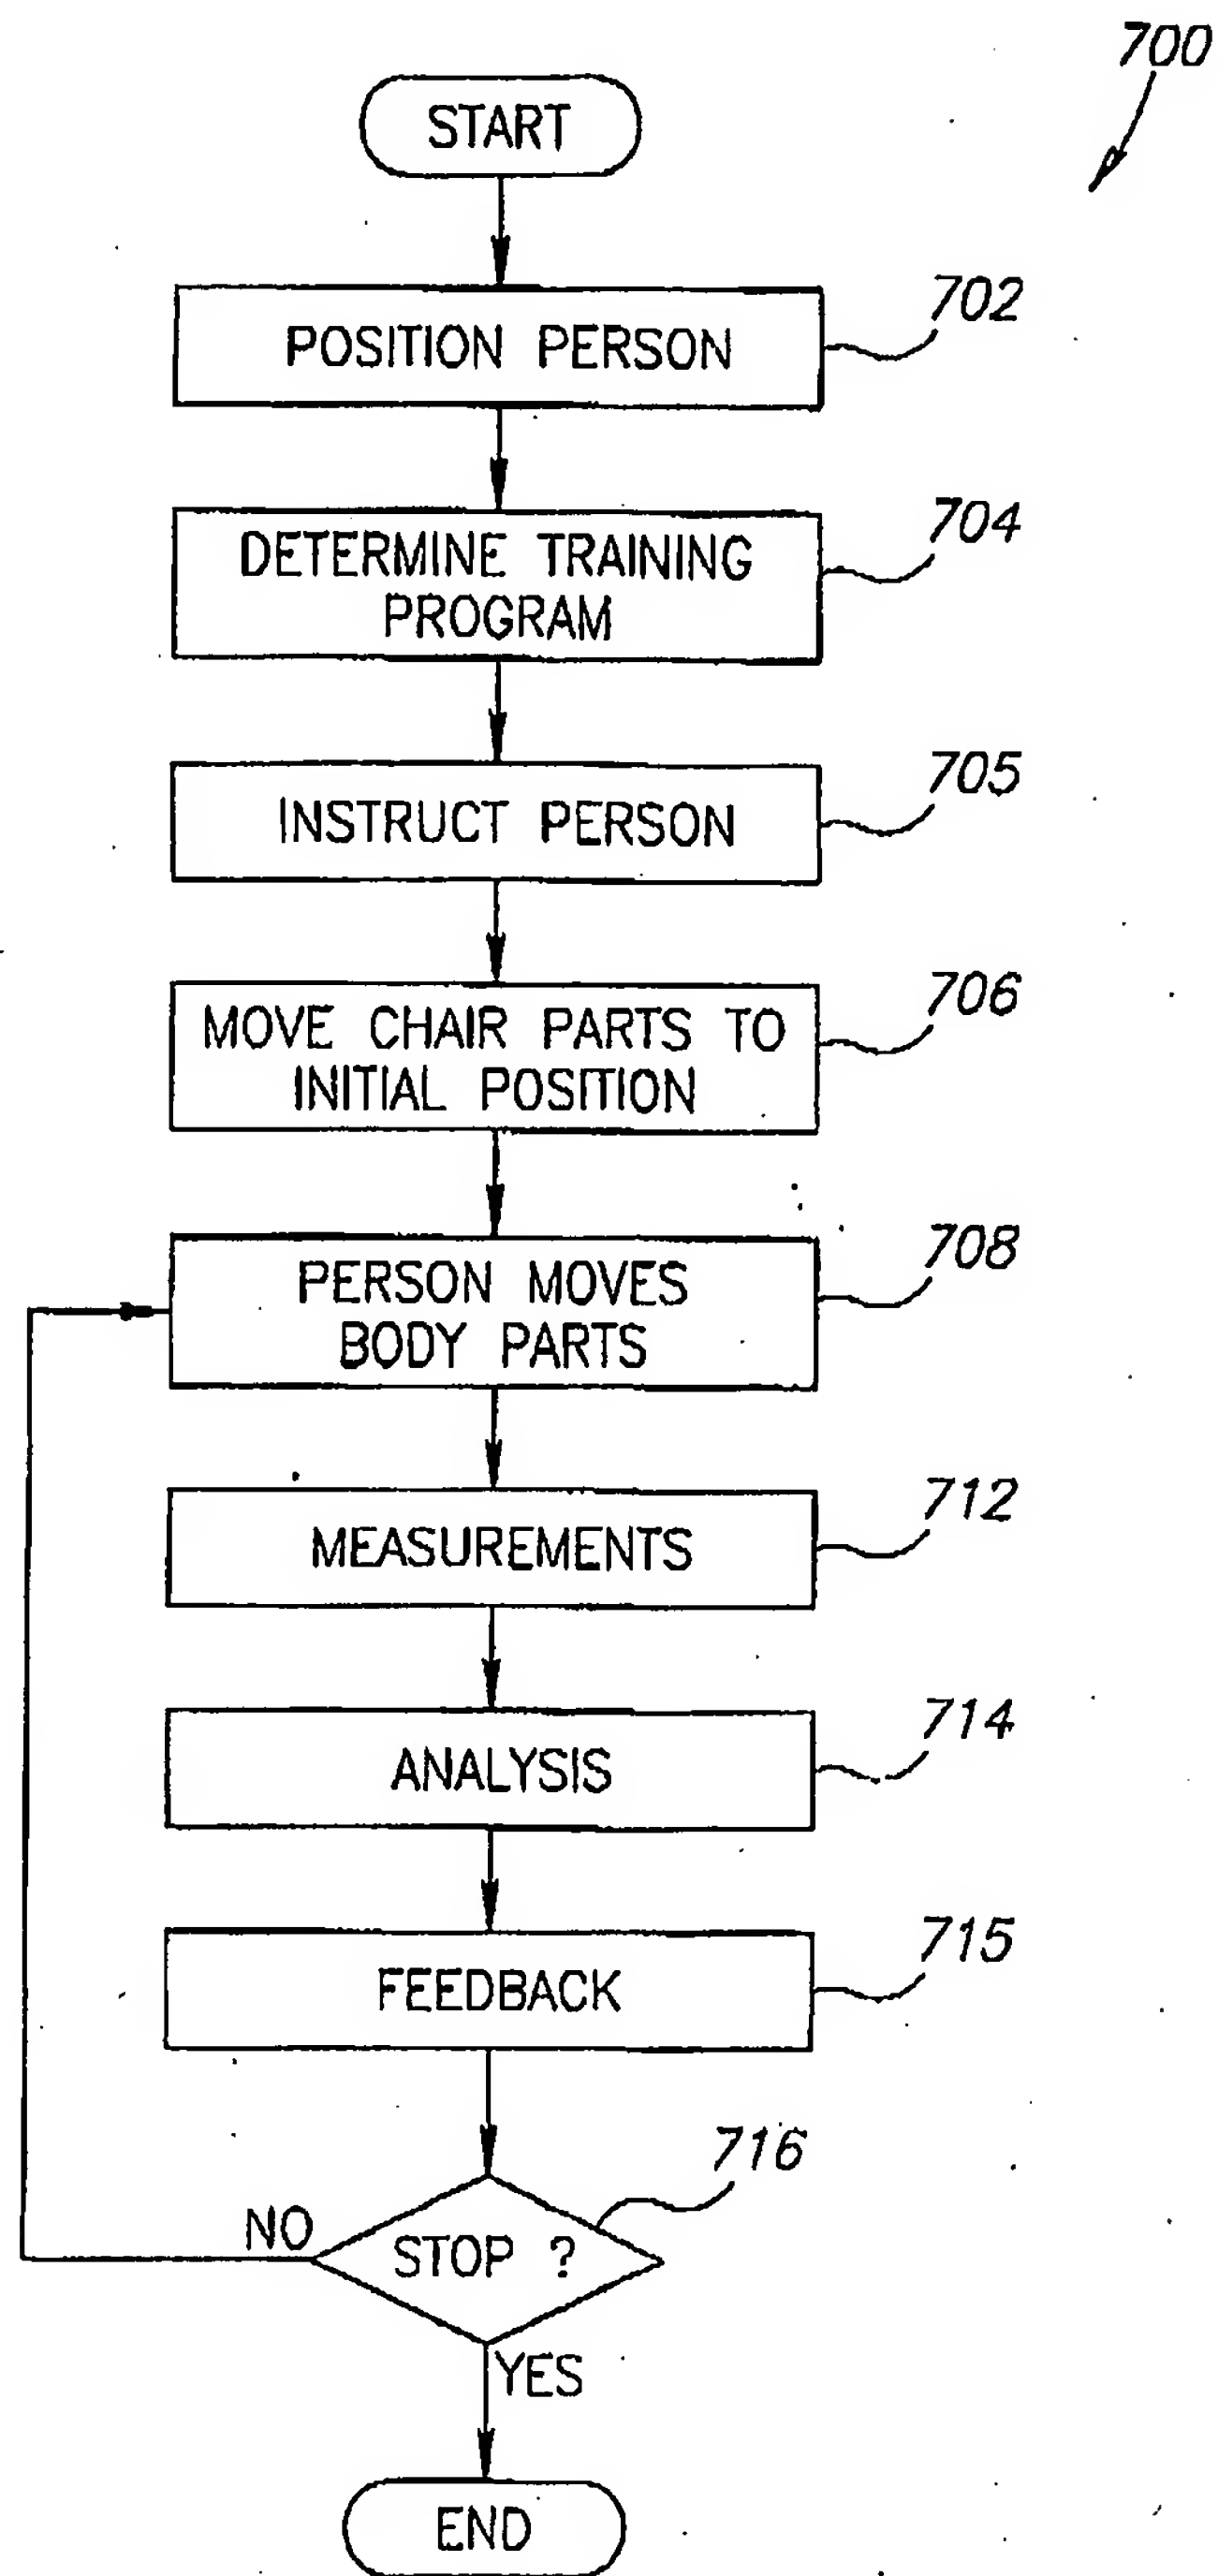 700
START
POSITION PERSON
702
DETERMINE TRAINING
PROGRAM
704
INSTRUCT PERSON
705
MOVE CHAIR PARTS TO
INITIAL POSITION
706
PERSON MOVES
BODY PARTS
708
MEASUREMENTS
712
ANALYSIS
714
FEEDBACK
715
716
NO
STOP ?
YES
END